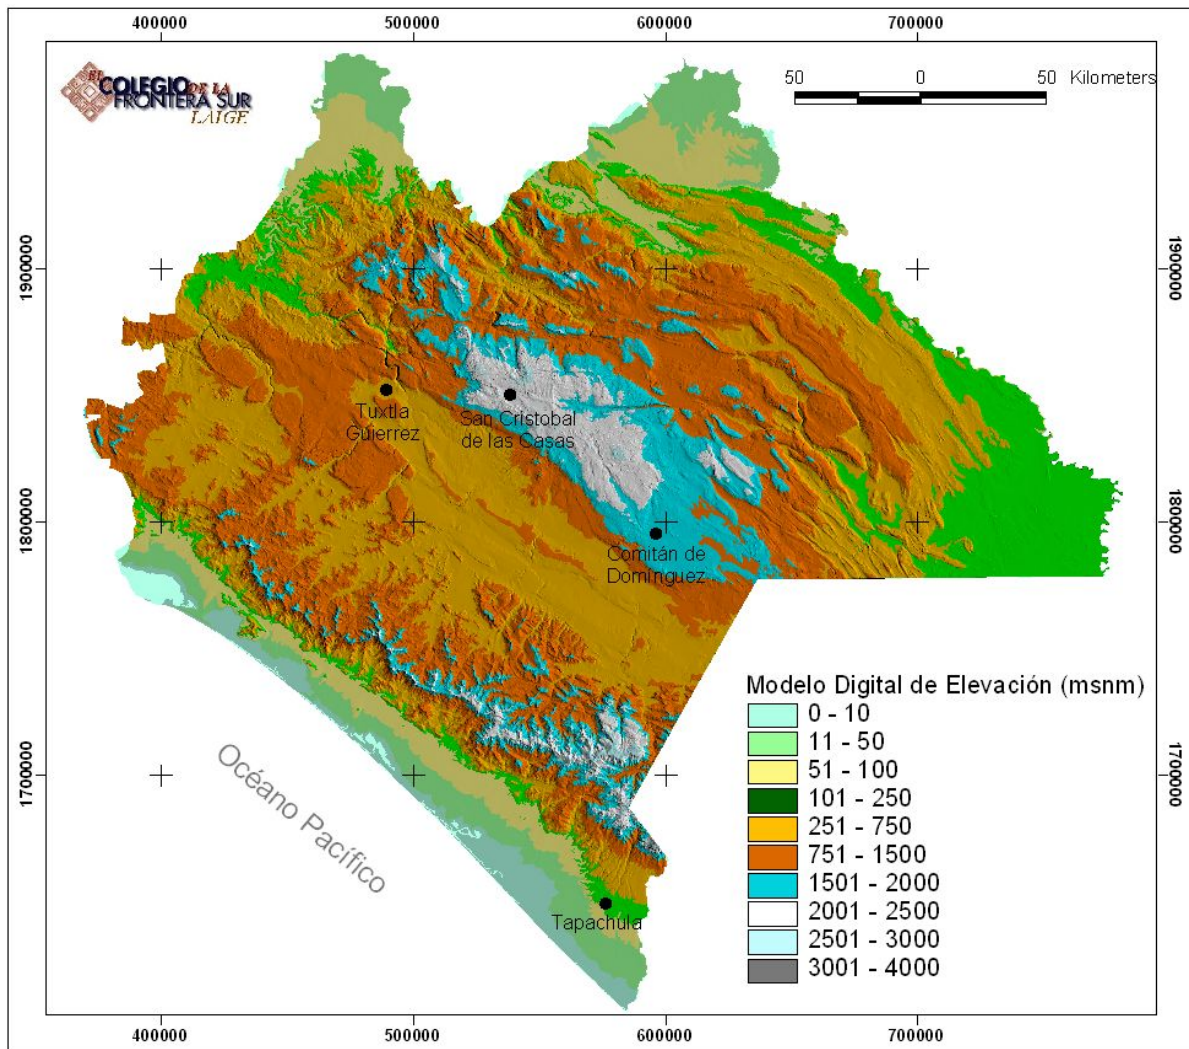 400000 500000 600000 700000
EL
COLEGIO DE LA
FRONTERA SUR
LAIGE
50 0 50 Kilometers
1900000 1900000
Tuxtla
Guierrez
San Cristobal
de las Casas
1800000 1800000
Comitán de
Domínguez
Modelo Digital de Elevación (msnm)
0 - 10
11 - 50
51 - 100
101 - 250
251 - 750
751 - 1500
1501 - 2000
2001 - 2500
2501 - 3000
3001 - 4000
1700000 1700000
Océano Pacífico
Tapachula
400000 500000 600000 700000